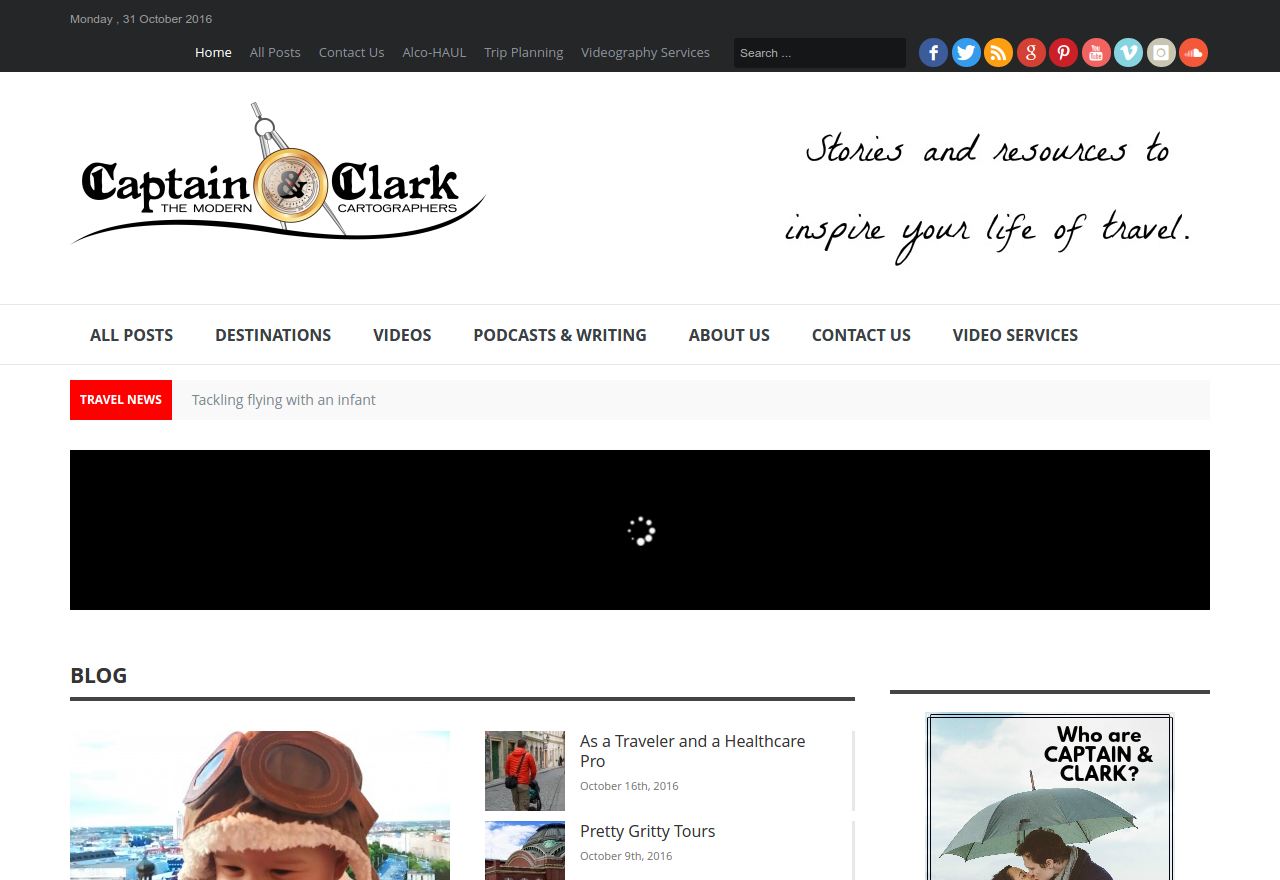 Monday , 31 October 2016
Home All Posts Contact Us Alco-HAUL Trip Planning Videography Services Search ...
Captain & Clark
THE MODERN CARTOGRAPHERS
Stories and resources to
inspire your life of travel.
ALL POSTS DESTINATIONS VIDEOS PODCASTS & WRITING ABOUT US CONTACT US VIDEO SERVICES
TRAVEL NEWS Tackling flying with an infant
BLOG
As a Traveler and a Healthcare
Pro
October 16th, 2016
Pretty Gritty Tours
October 9th, 2016
Who are
CAPTAIN &
CLARK?